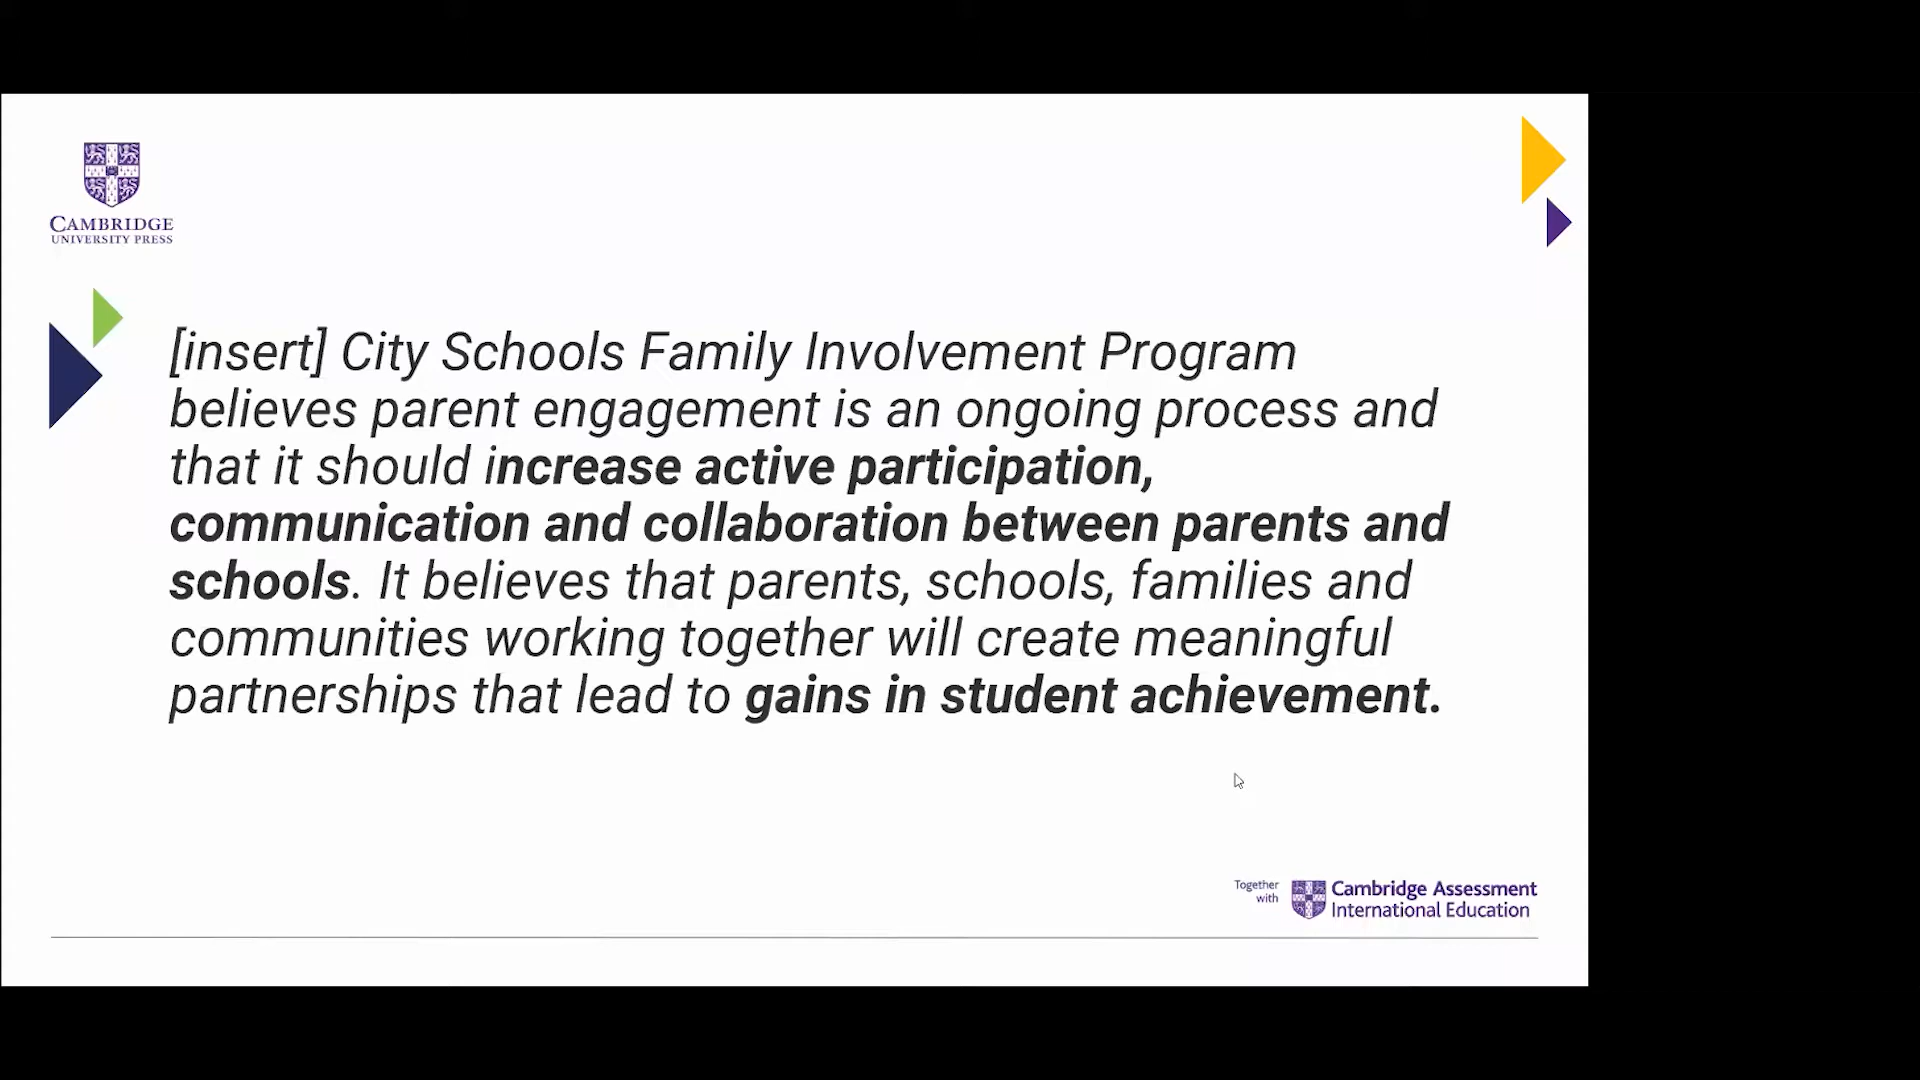 CAMBRIDGE
UNIVERSITY PRESS
[insert] City Schools Family Involvement Program
believes parent engagement is an ongoing process and
that it should increase active participation,
communication and collaboration between parents and
schools. It believes that parents, schools, families and
communities working together will create meaningful
partnerships that lead to gains in student achievement.
Together
with
Cambridge Assessment
International Education